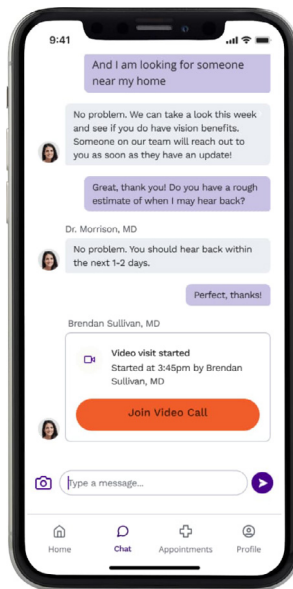 9:41
And I am looking for someone
near my home
No problem. We can take a look this week
and see if you do have vision benefits.
Someone on our team will reach out to
you as soon as they have an update!
Great, thank you! Do you have a rough
estimate of when I may hear back?
Dr. Morrison, MD
No problem. You should hear back within
the next 1-2 days.
Perfect, thanks!
Brendan Sullivan, MD
Video visit started
Started at 3:45pm by Brendan
Sullivan, MD
Join Video Call
Type a message...
Home
Chat
Appointments
Profile